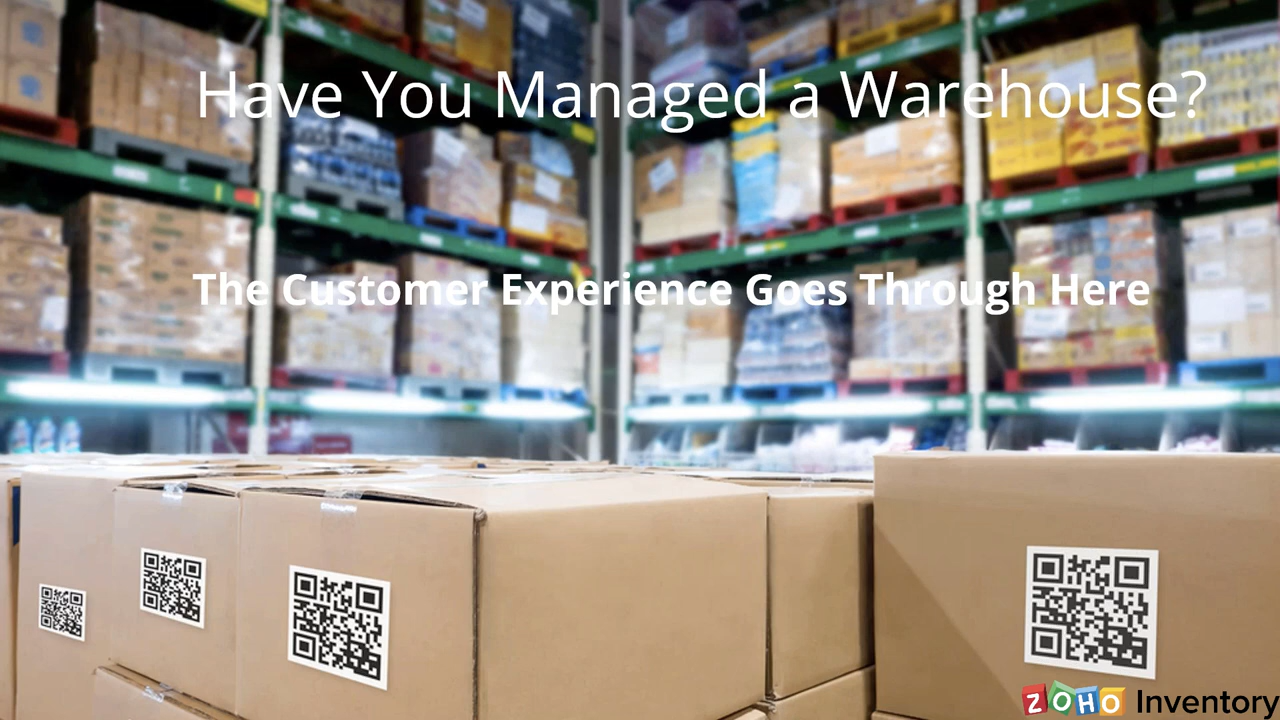 Have You Managed a Warehouse?
The Customer Experience Goes Through Here
ZOHO Inventory